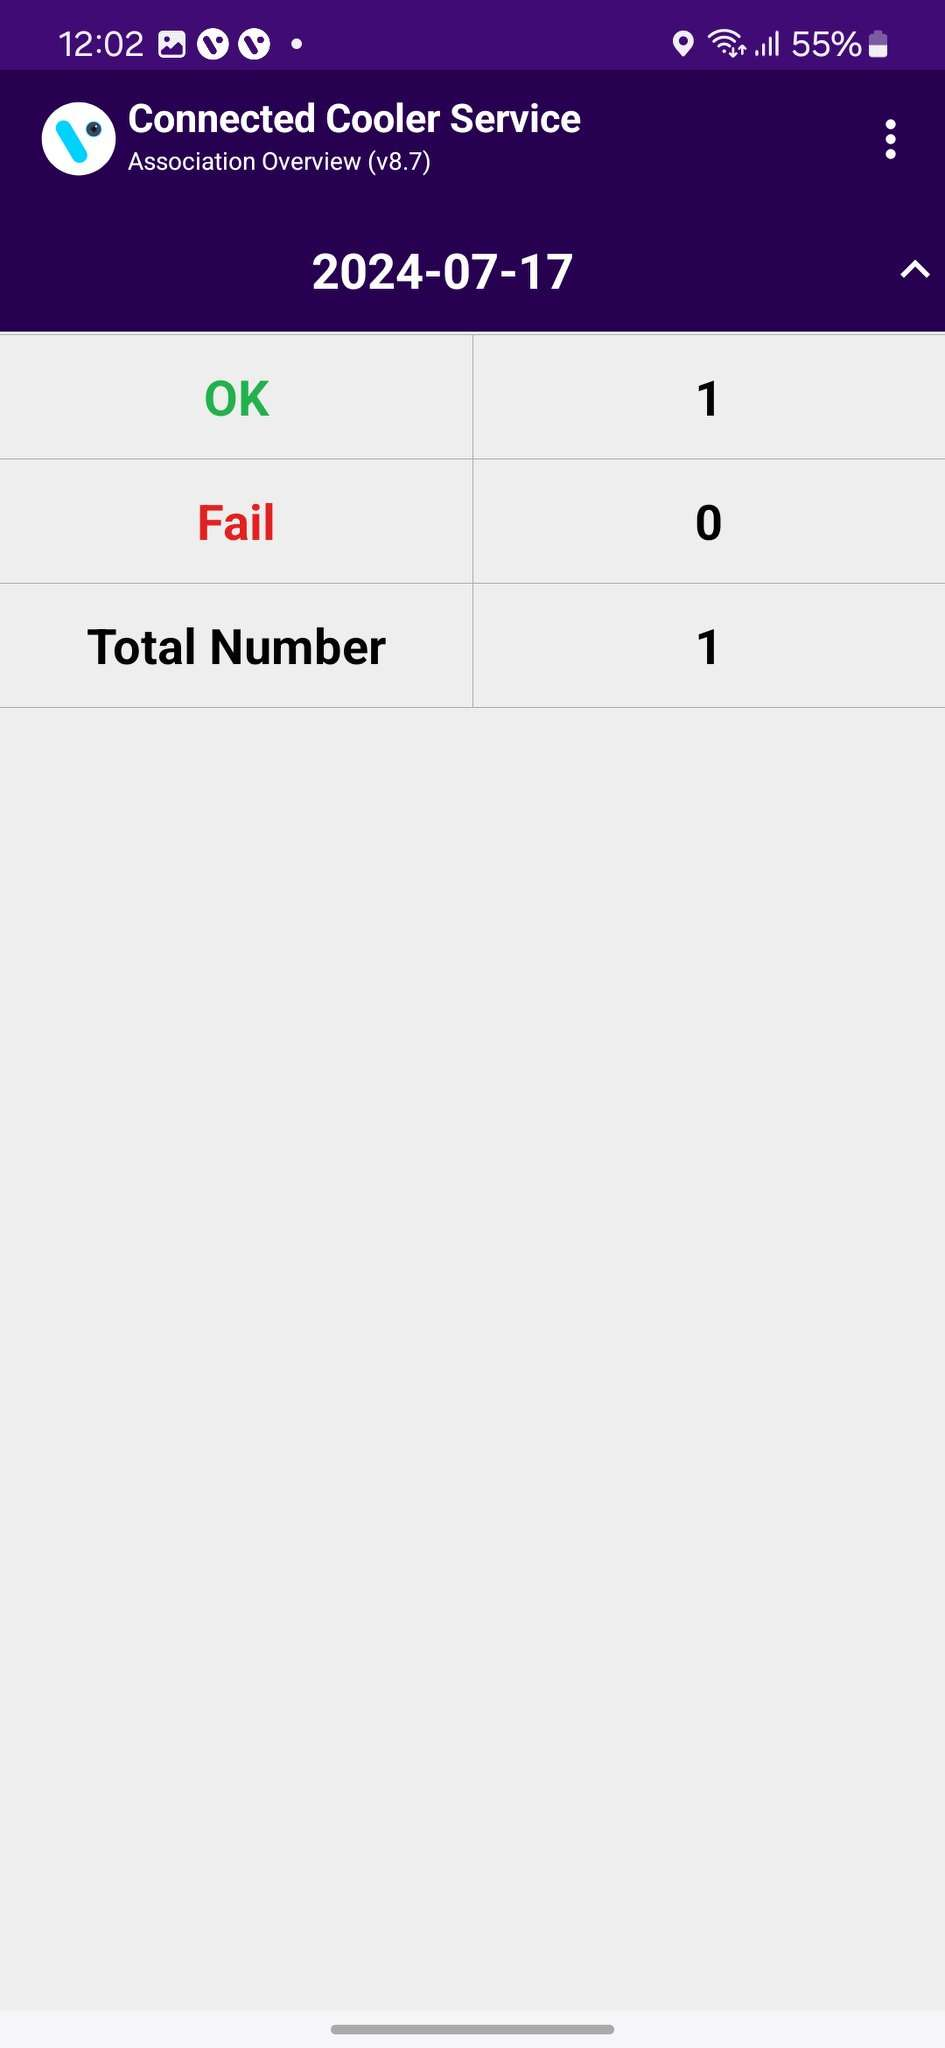 12:02 55%
Connected Cooler Service
Association Overview (v8.7)
2024-07-17
OK 1
Fail 0
Total Number 1